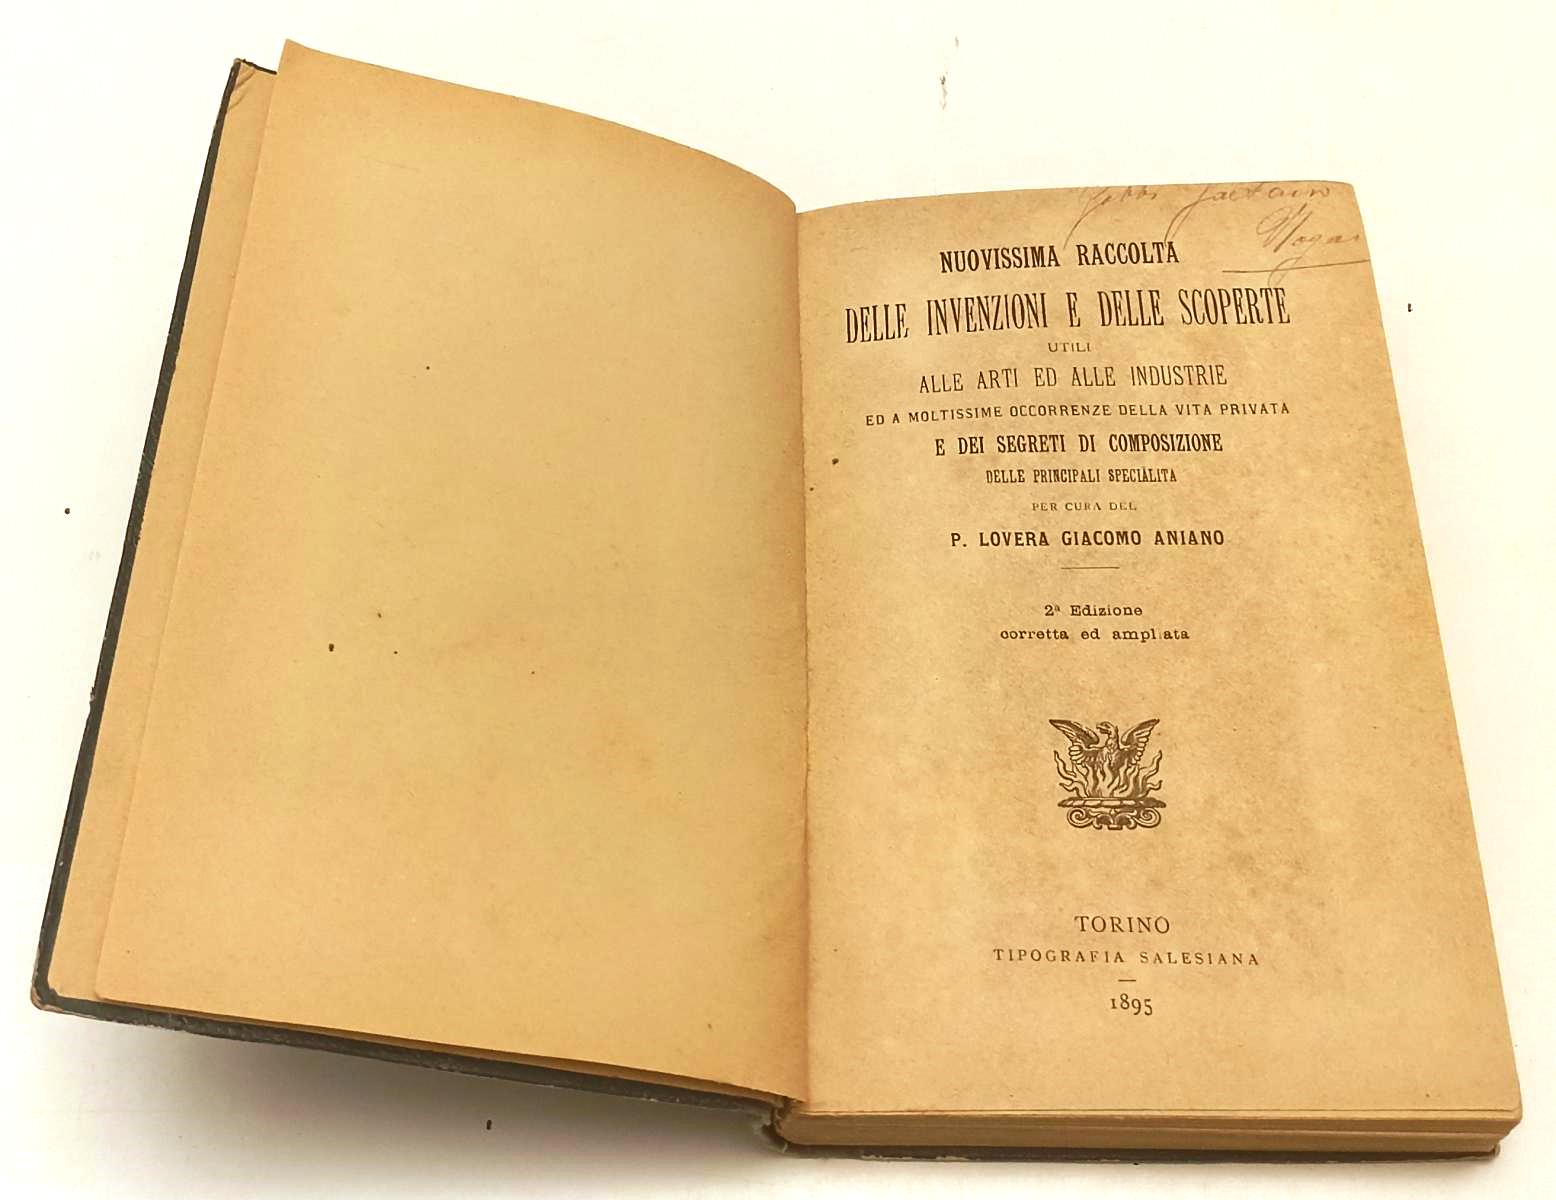 Gaetano
NUOVISSIMA RACCOLTA
DELLE INVENZIONI E DELLE SCOPERTE
UTILI
ALLE ARTI ED ALLE INDUSTRIE
ED A MOLTISSIME OCCORRENZE DELLA VITA PRIVATA
E DEI SEGRETI DI COMPOSIZIONE
DELLE PRINCIPALI SPECIALITÀ
PER CURA DEL
P. LOVERA GIACOMO ANIANO
2ª Edizione
corretta ed ampliata
TORINO
TIPOGRAFIA SALESIANA
1895